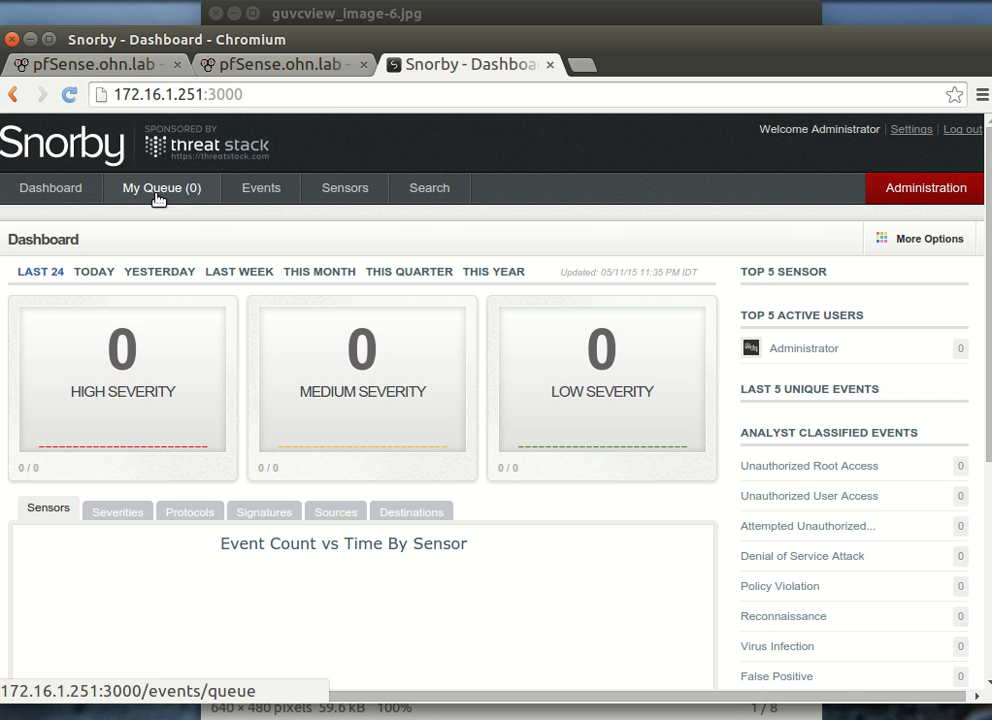 guvcview_image-6.jpg
Snorby - Dashboard - Chromium
pfSense.ohn.lab - × pfSense.ohn.lab - × Snorby - Dashboa ×
172.16.1.251:3000
Snorby SPONSORED BY threat stack https://threatstack.com
Welcome Administrator Settings Log out
Dashboard My Queue (0) Events Sensors Search Administration
Dashboard More Options
LAST 24 TODAY YESTERDAY LAST WEEK THIS MONTH THIS QUARTER THIS YEAR Updated: 05/11/15 11:35 PM IDT
0 0 0
HIGH SEVERITY MEDIUM SEVERITY LOW SEVERITY
0 / 0 0 / 0 0 / 0
Sensors Severities Protocols Signatures Sources Destinations
Event Count vs Time By Sensor
TOP 5 SENSOR
TOP 5 ACTIVE USERS
Administrator 0
LAST 5 UNIQUE EVENTS
ANALYST CLASSIFIED EVENTS
Unauthorized Root Access 0
Unauthorized User Access 0
Attempted Unauthorized... 0
Denial of Service Attack 0
Policy Violation 0
Reconnaissance 0
Virus Infection 0
False Positive 0
172.16.1.251:3000/events/queue
640 × 480 pixels 59.6 kB 100% 1 / 8